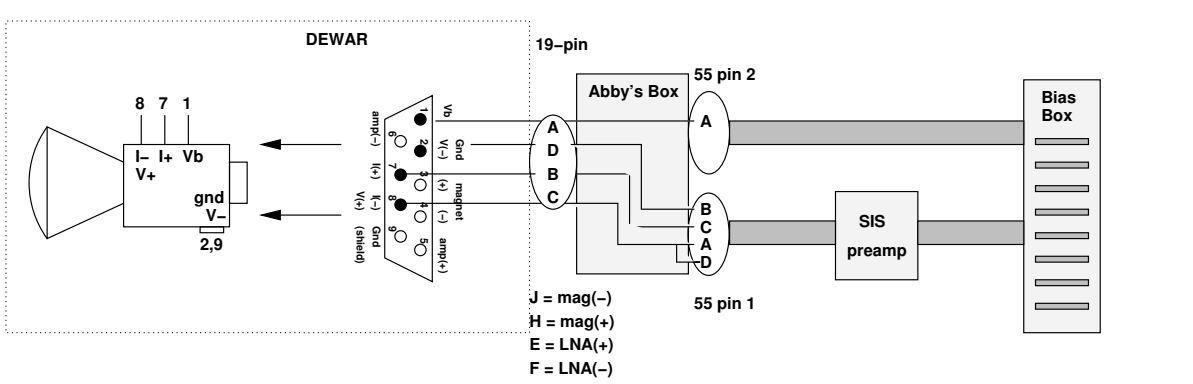 DEWAR
19−pin
55 pin 2
Abby's Box
Bias
Box
8 7 1
I− I+ Vb
V+
gnd
V−
2,9
amp(−)
I(+)
I(−)
V(+)
Gnd
(shield)
6
7
8
9
1
2
3
4
5
Vb
Gnd
V(−)
(+)
magnet
(−)
amp(+)
A
D
B
C
A
B
C
A
D
SIS
preamp
55 pin 1
J = mag(−)
H = mag(+)
E = LNA(+)
F = LNA(−)